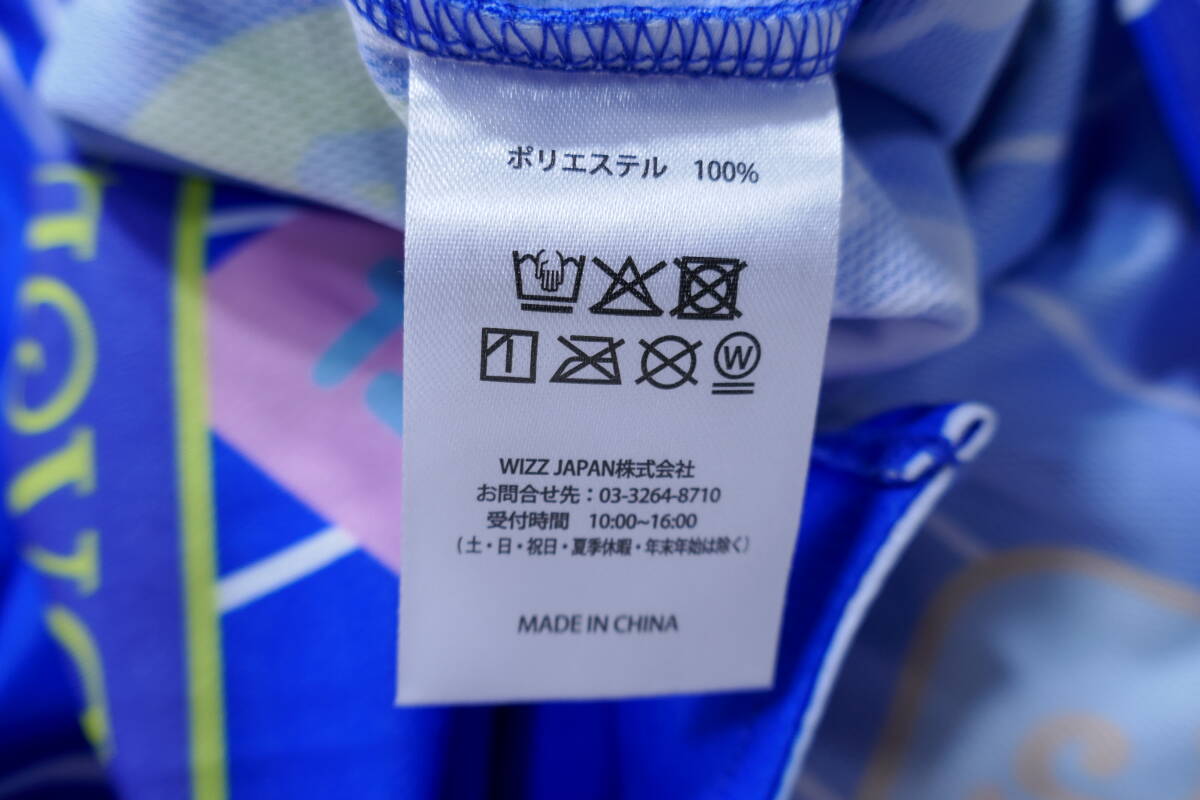 ポリエステル 100%
W
WIZZ JAPAN株式会社
お問合せ先：03-3264-8710
受付時間 10:00~16:00
（土・日・祝日・夏季休暇・年末年始は除く）
MADE IN CHINA